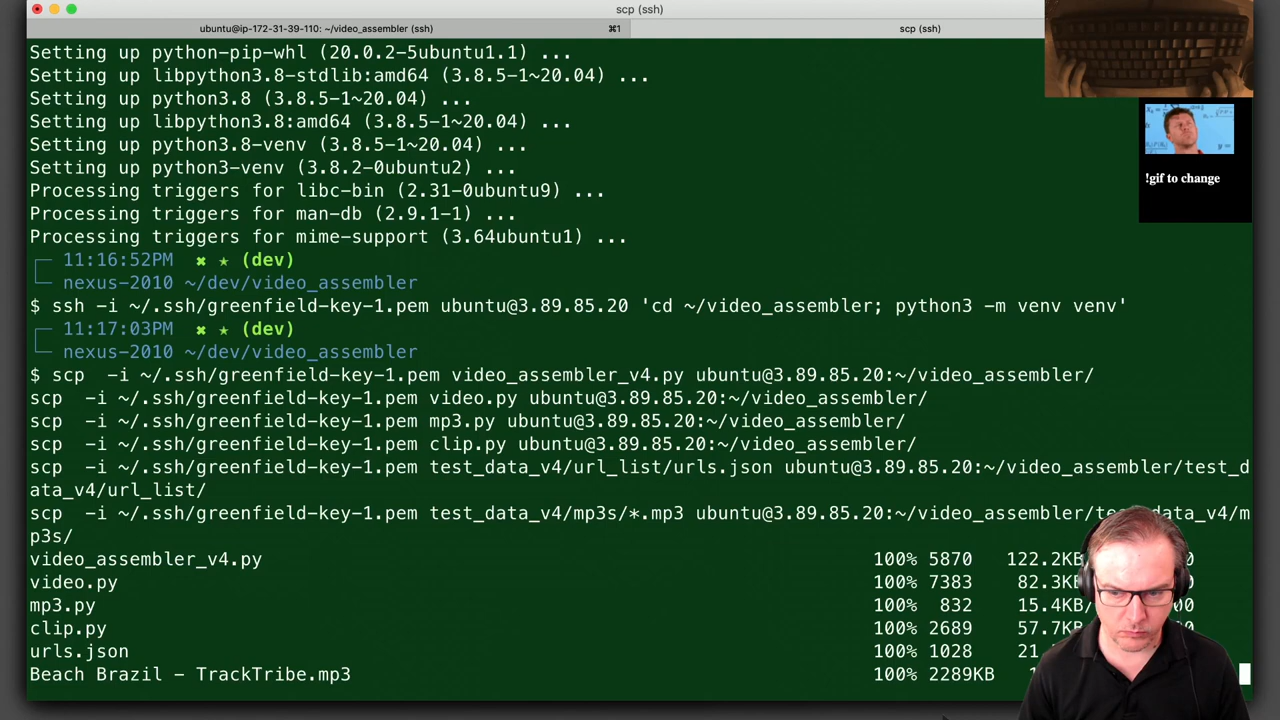 scp (ssh)
ubuntu@ip-172-31-39-110: ~/video_assembler (ssh) ⌘1 scp (ssh)
Setting up python-pip-whl (20.0.2-5ubuntu1.1) ...
Setting up libpython3.8-stdlib:amd64 (3.8.5-1~20.04) ...
Setting up python3.8 (3.8.5-1~20.04) ...
Setting up libpython3.8:amd64 (3.8.5-1~20.04) ...
Setting up python3.8-venv (3.8.5-1~20.04) ...
Setting up python3-venv (3.8.2-0ubuntu2) ...
Processing triggers for libc-bin (2.31-0ubuntu9) ...
Processing triggers for man-db (2.9.1-1) ...
Processing triggers for mime-support (3.64ubuntu1) ...
11:16:52PM ✖ ★ (dev)
nexus-2010 ~/dev/video_assembler
$ ssh -i ~/.ssh/greenfield-key-1.pem ubuntu@3.89.85.20 'cd ~/video_assembler; python3 -m venv venv'
11:17:03PM ✖ ★ (dev)
nexus-2010 ~/dev/video_assembler
$ scp  -i ~/.ssh/greenfield-key-1.pem video_assembler_v4.py ubuntu@3.89.85.20:~/video_assembler/
scp  -i ~/.ssh/greenfield-key-1.pem video.py ubuntu@3.89.85.20:~/video_assembler/
scp  -i ~/.ssh/greenfield-key-1.pem mp3.py ubuntu@3.89.85.20:~/video_assembler/
scp  -i ~/.ssh/greenfield-key-1.pem clip.py ubuntu@3.89.85.20:~/video_assembler/
scp  -i ~/.ssh/greenfield-key-1.pem test_data_v4/url_list/urls.json ubuntu@3.89.85.20:~/video_assembler/test_d
ata_v4/url_list/
scp  -i ~/.ssh/greenfield-key-1.pem test_data_v4/mp3s/*.mp3 ubuntu@3.89.85.20:~/video_assembler/test_data_v4/m
p3s/
video_assembler_v4.py 100% 5870 122.2KB
video.py 100% 7383 82.3KB
mp3.py 100% 832 15.4KB/
clip.py 100% 2689 57.7KB
urls.json 100% 1028 21
Beach Brazil - TrackTribe.mp3 100% 2289KB
!gif to change